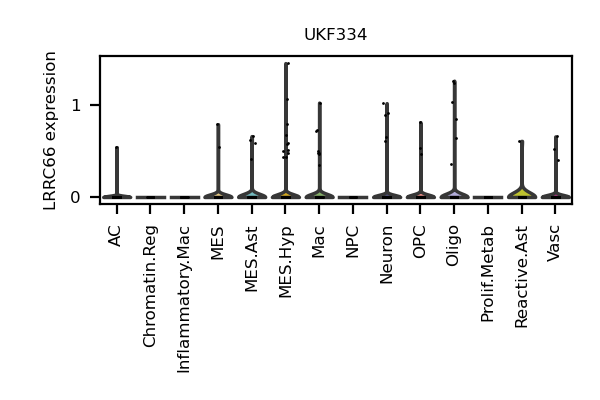 UKF334
LRRC66 expression
1
0
AC
Chromatin.Reg
Inflammatory.Mac
MES
MES.Ast
MES.Hyp
Mac
NPC
Neuron
OPC
Oligo
Prolif.Metab
Reactive.Ast
Vasc